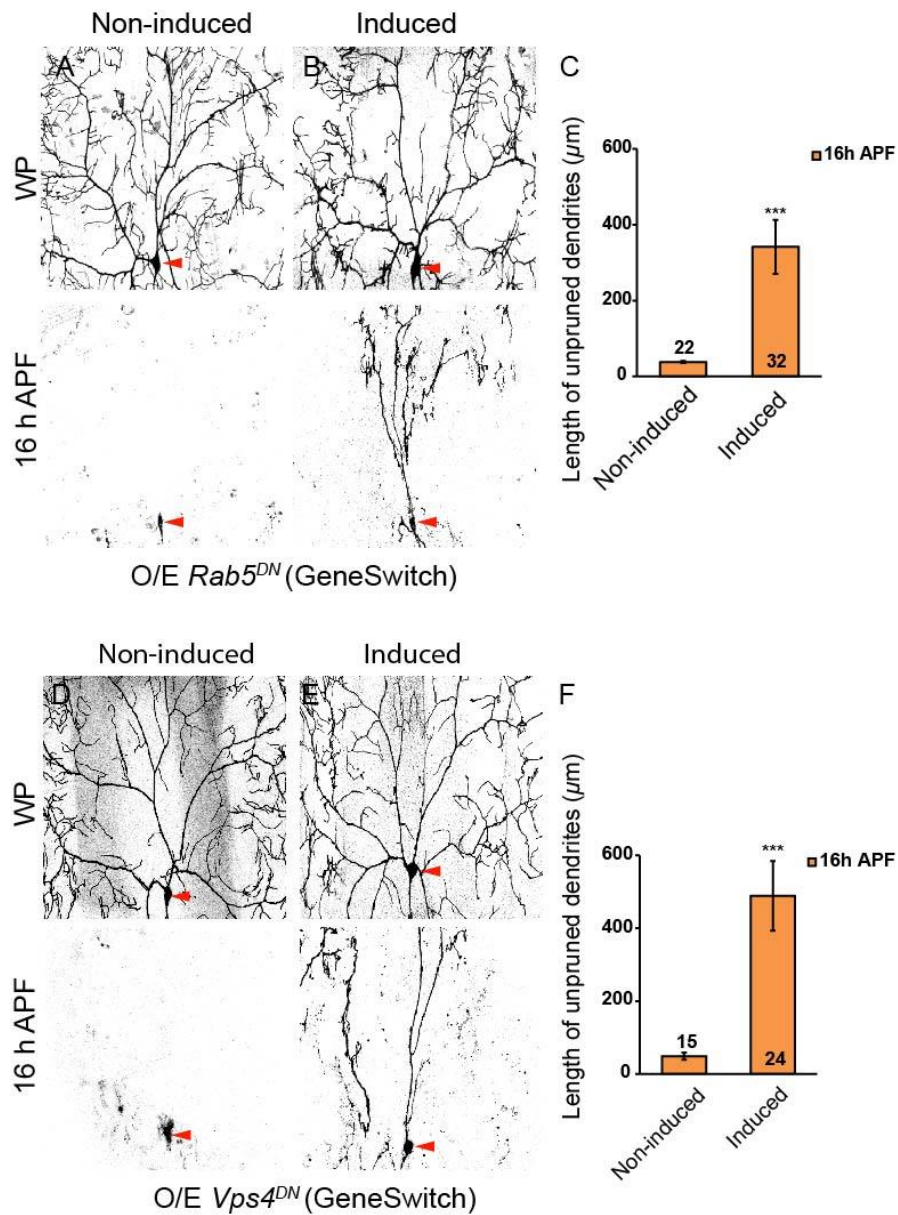 Non-induced
Induced
A
B
C
WP
16 h APF
600
400
200
0
Length of unpruned dendrites (µm)
16h APF
***
22
32
Non-induced
Induced
O/E Rab5DN (GeneSwitch)
Non-induced
Induced
D
E
F
WP
16 h APF
600
400
200
0
Length of unpruned dendrites (µm)
16h APF
***
15
24
Non-induced
Induced
O/E Vps4DN (GeneSwitch)